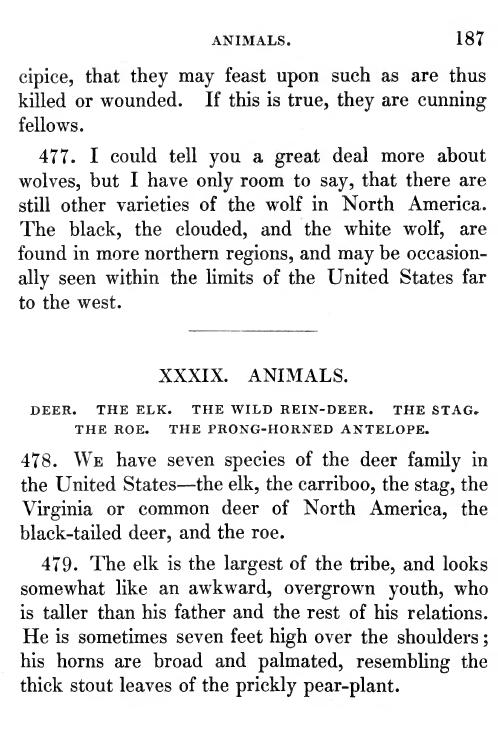 ANIMALS. 187
cipice, that they may feast upon such as are thus
killed or wounded. If this is true, they are cunning
fellows.
477. I could tell you a great deal more about
wolves, but I have only room to say, that there are
still other varieties of the wolf in North America.
The black, the clouded, and the white wolf, are
found in more northern regions, and may be occasion-
ally seen within the limits of the United States far
to the west.
XXXIX. ANIMALS.
DEER. THE ELK. THE WILD REIN-DEER. THE STAG.
THE ROE. THE PRONG-HORNED ANTELOPE.
478. WE have seven species of the deer family in
the United States—the elk, the carriboo, the stag, the
Virginia or common deer of North America, the
black-tailed deer, and the roe.
479. The elk is the largest of the tribe, and looks
somewhat like an awkward, overgrown youth, who
is taller than his father and the rest of his relations.
He is sometimes seven feet high over the shoulders;
his horns are broad and palmated, resembling the
thick stout leaves of the prickly pear-plant.